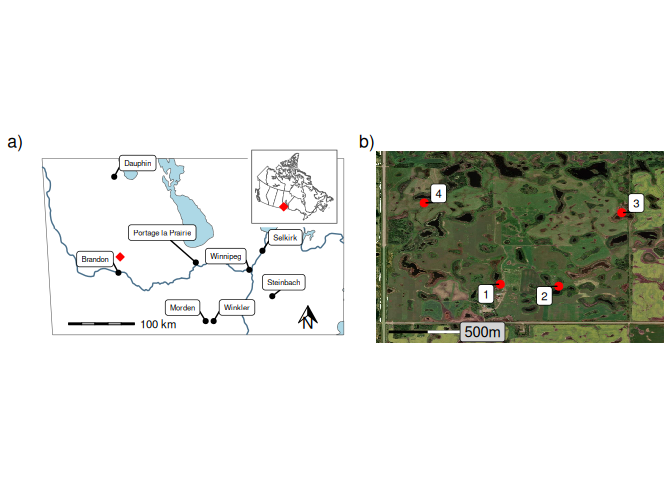 a)
Dauphin
Portage la Prairie
Selkirk
Brandon
Winnipeg
Steinbach
Morden
Winkler
100 km
N
b)
4
3
1
2
500m